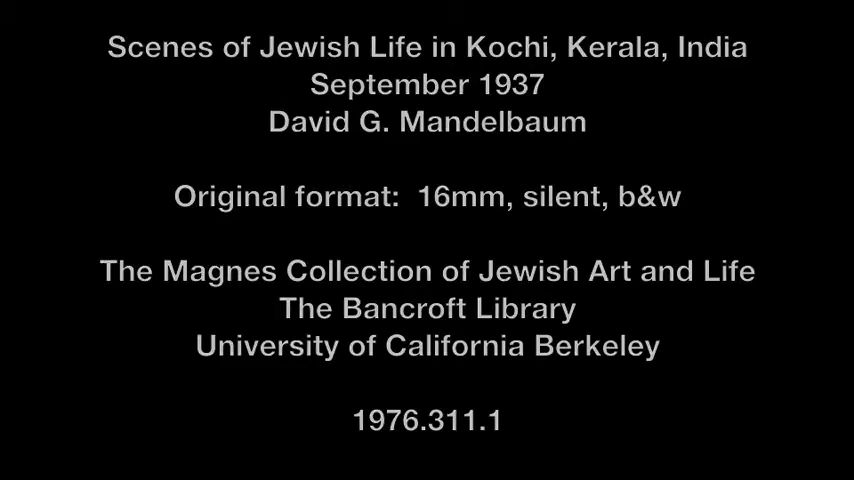 Scenes of Jewish Life in Kochi, Kerala, India
September 1937
David G. Mandelbaum
Original format:  16mm, silent, b&w
The Magnes Collection of Jewish Art and Life
The Bancroft Library
University of California Berkeley
1976.311.1